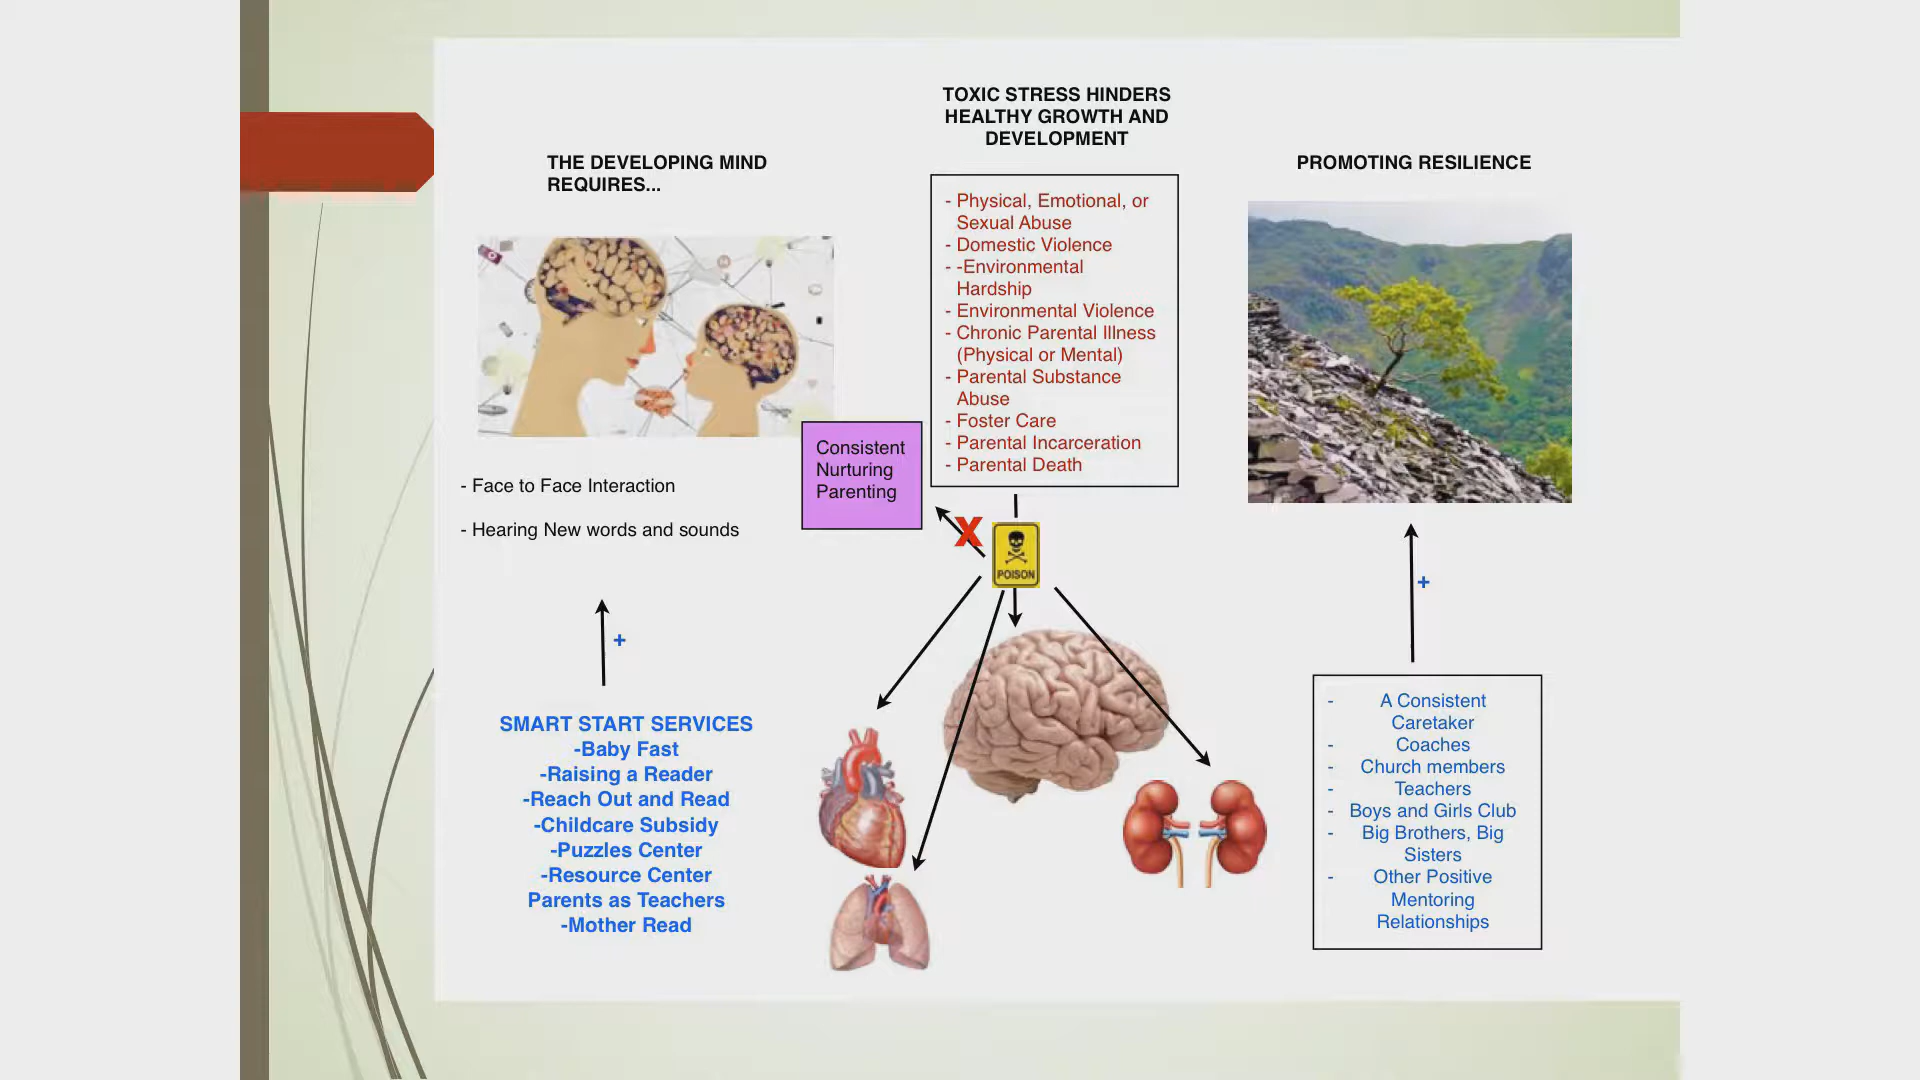 THE DEVELOPING MIND
REQUIRES...
- Face to Face Interaction
- Hearing New words and sounds
+
SMART START SERVICES
-Baby Fast
-Raising a Reader
-Reach Out and Read
-Childcare Subsidy
-Puzzles Center
-Resource Center
Parents as Teachers
-Mother Read
TOXIC STRESS HINDERS
HEALTHY GROWTH AND
DEVELOPMENT
- Physical, Emotional, or
Sexual Abuse
- Domestic Violence
- -Environmental
Hardship
- Environmental Violence
- Chronic Parental Illness
(Physical or Mental)
- Parental Substance
Abuse
- Foster Care
- Parental Incarceration
- Parental Death
Consistent
Nurturing
Parenting
X
POISON
PROMOTING RESILIENCE
+
- A Consistent
Caretaker
- Coaches
- Church members
- Teachers
- Boys and Girls Club
- Big Brothers, Big
Sisters
- Other Positive
Mentoring
Relationships